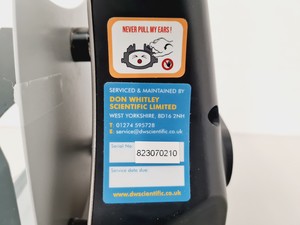 NEVER PULL MY EARS !
SERVICED & MAINTAINED BY
DON WHITLEY
SCIENTIFIC LIMITED
WEST YORKSHIRE, BD16 2NH
T: 01274 595728
E: service@dwscientific.co.uk
Serial No: 823070210
Service date due
www.dwscientific.co.uk